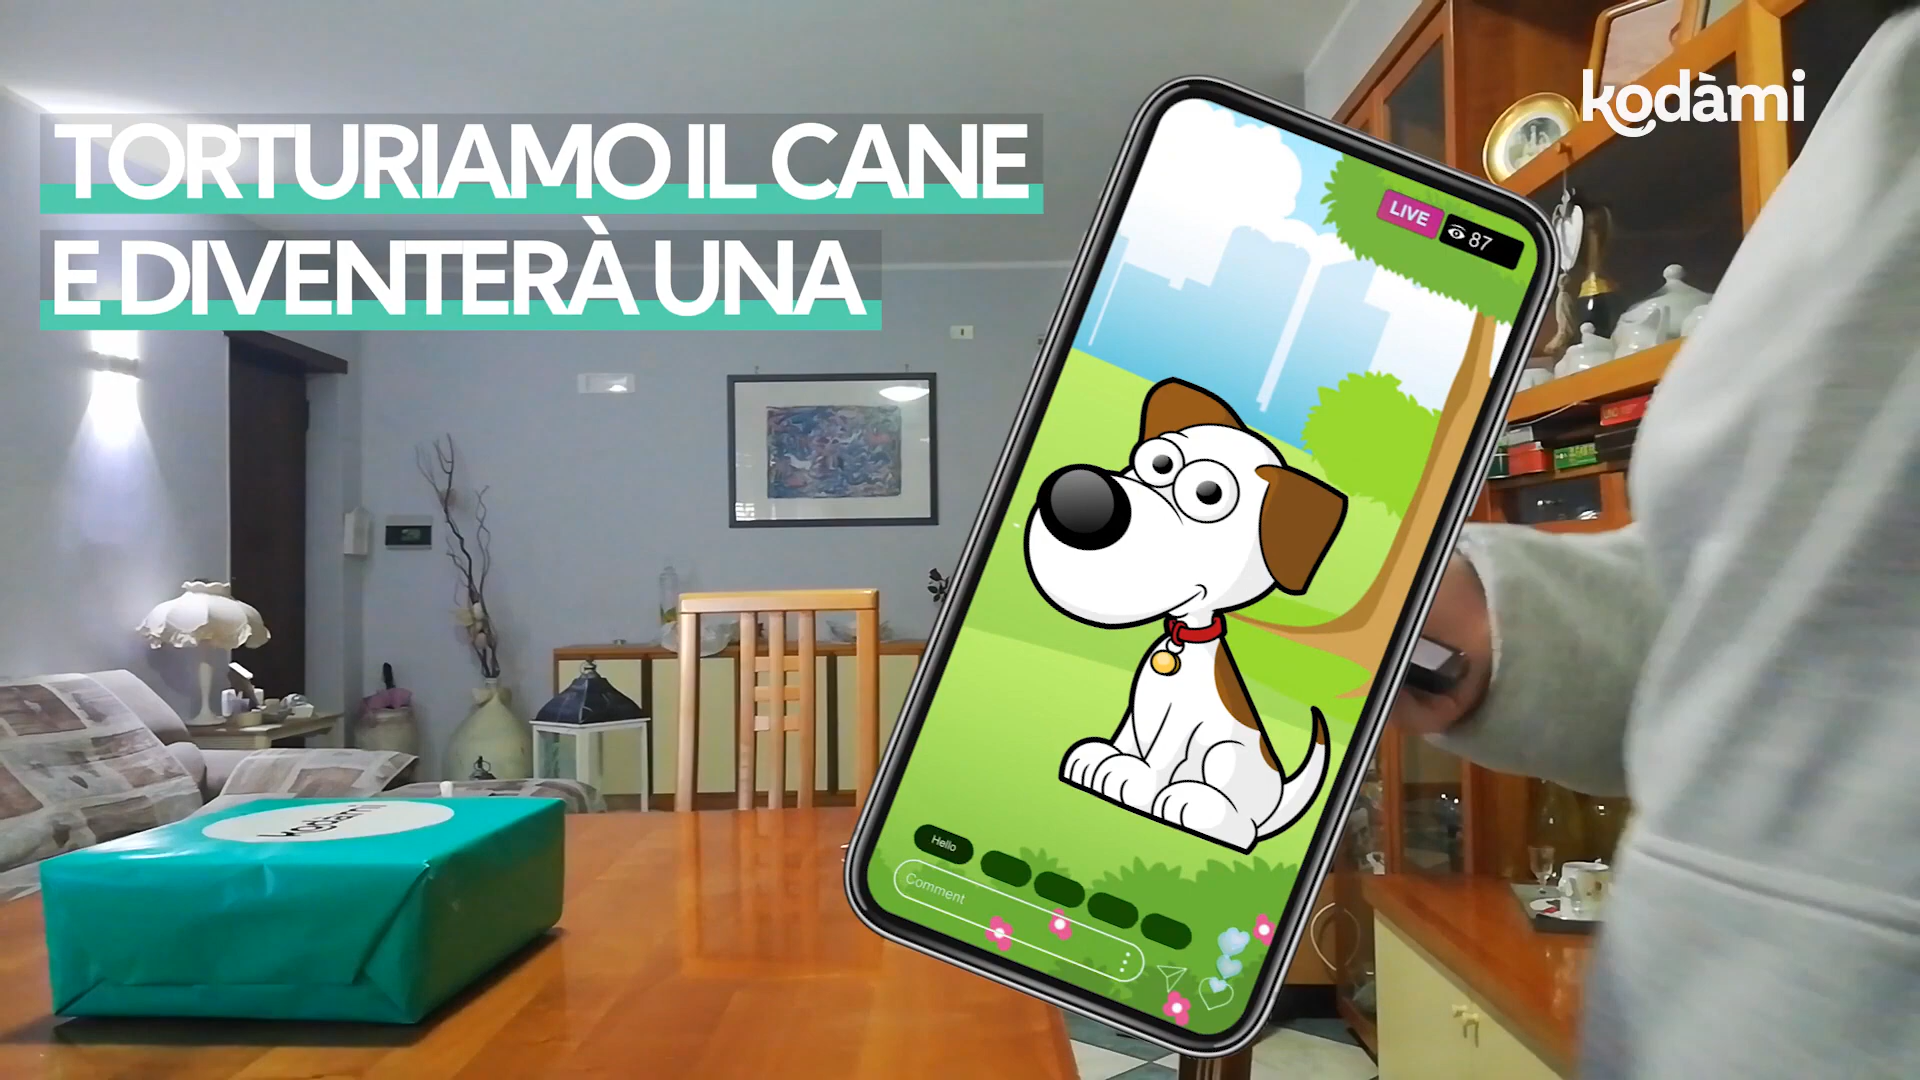 TORTURIAMO IL CANE
E DIVENTERÀ UNA
kodàmi
LIVE
87
Hello
Comment
kodàmi